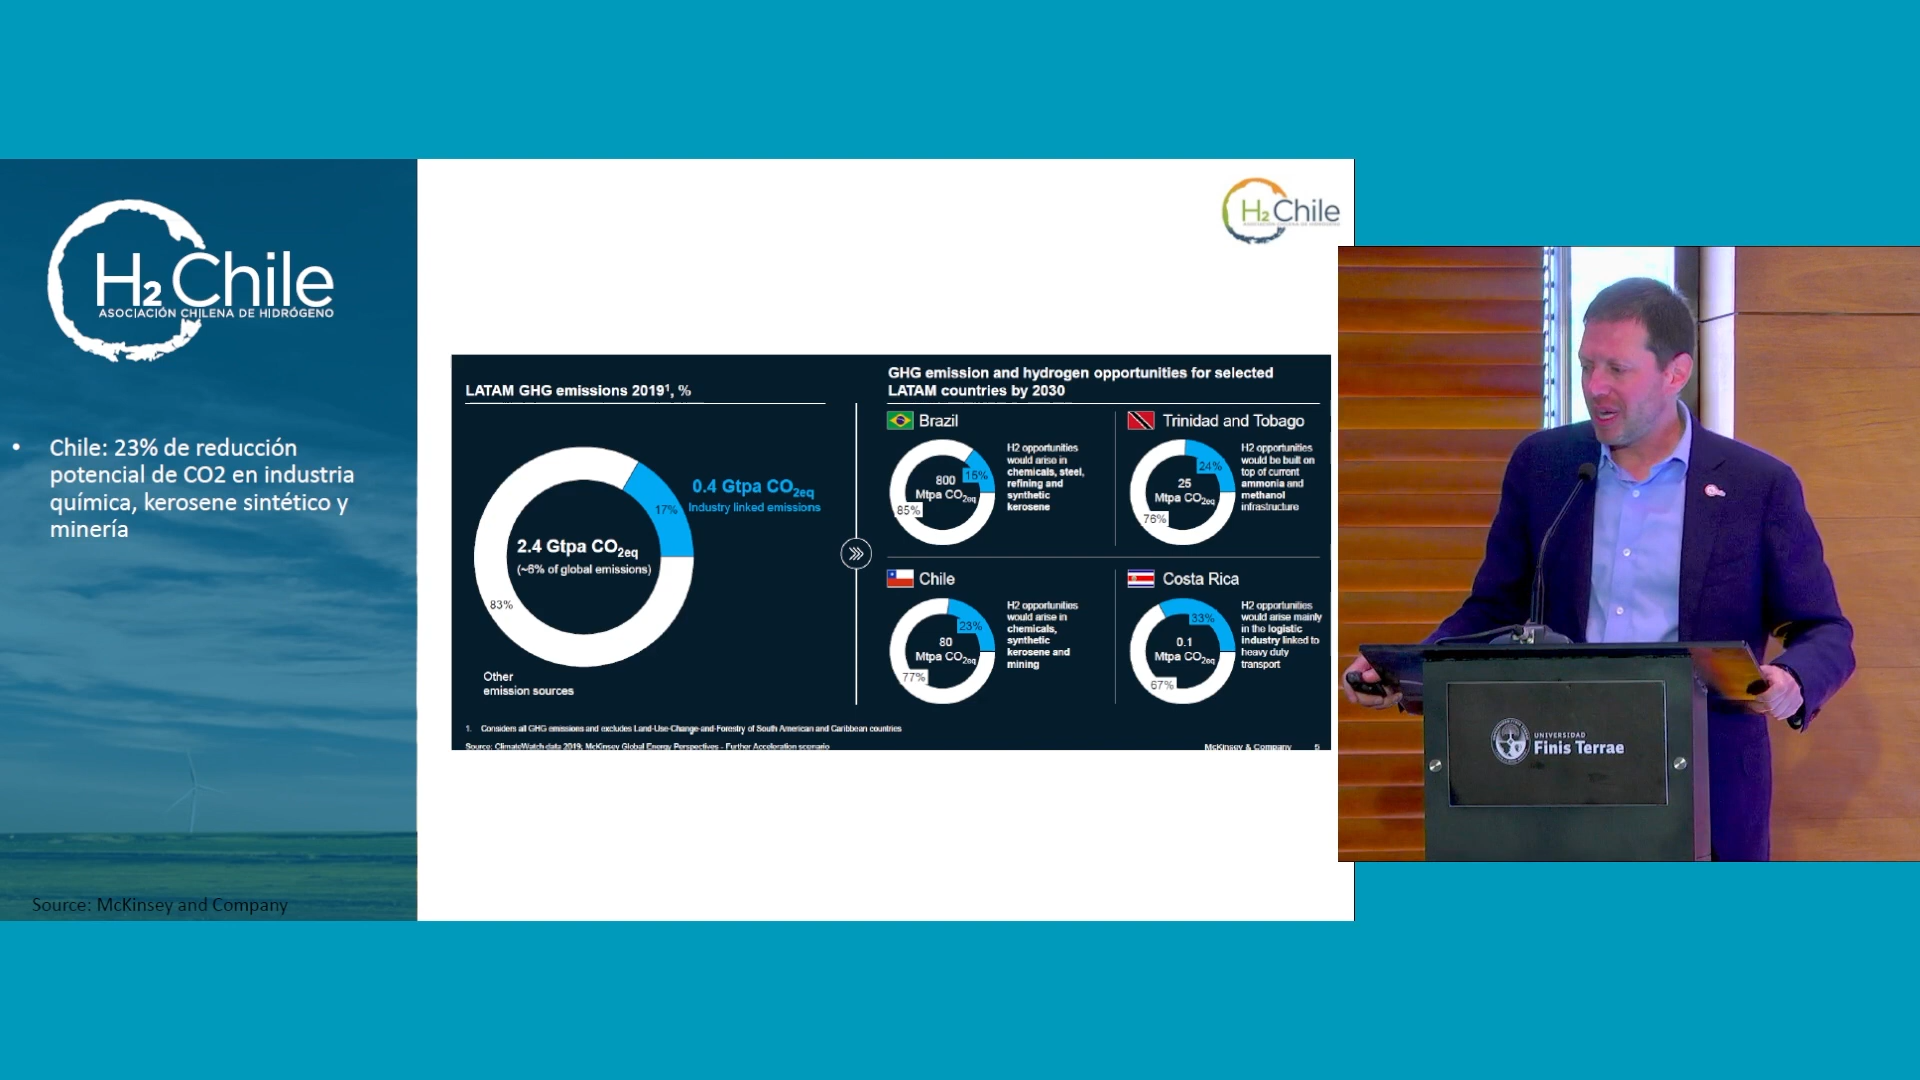 H2 Chile
ASOCIACIÓN CHILENA DE HIDRÓGENO
• Chile: 23% de reducción
potencial de CO2 en industria
química, kerosene sintético y
minería
Source: McKinsey and Company
H2 Chile
LATAM GHG emissions 2019¹, %
17%
0.4 Gtpa CO2eq
Industry linked emissions
2.4 Gtpa CO2eq
(~6% of global emissions)
83%
Other
emission sources
GHG emission and hydrogen opportunities for selected
LATAM countries by 2030
Brazil
15%
800
Mtpa CO2eq
85%
H2 opportunities
would arise in
chemicals, steel,
refining and
synthetic
kerosene
Trinidad and Tobago
24%
25
Mtpa CO2eq
76%
H2 opportunities
would be built on
top of current
ammonia and
methanol
infrastructure
Chile
23%
80
Mtpa CO2eq
77%
H2 opportunities
would arise in
chemicals,
synthetic
kerosene and
mining
Costa Rica
33%
0.1
Mtpa CO2eq
67%
H2 opportunities
would arise mainly
in the logistic
industry linked to
heavy duty
transport
1. Considers all GHG emissions and excludes Land-Use-Change-and-Forestry of South American and Caribbean countries
Source: ClimateWatch data 2019; McKinsey Global Energy Perspectives - Further Acceleration scenario
McKinsey & Company 5
UNIVERSIDAD
Finis Terrae